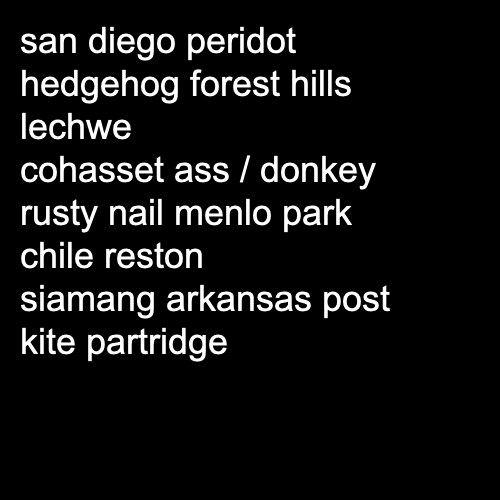 san diego peridot
hedgehog forest hills
lechwe
cohasset ass / donkey
rusty nail menlo park
chile reston
siamang arkansas post
kite partridge